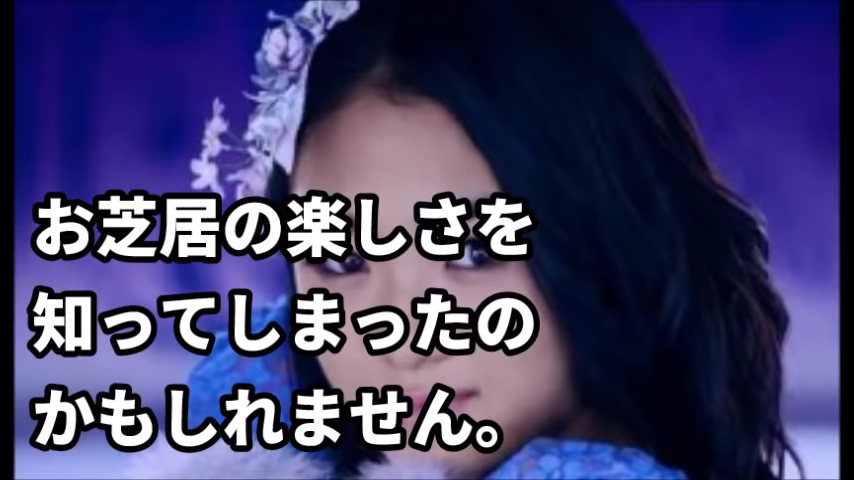 お芝居の楽しさを
知ってしまったの
かもしれません。